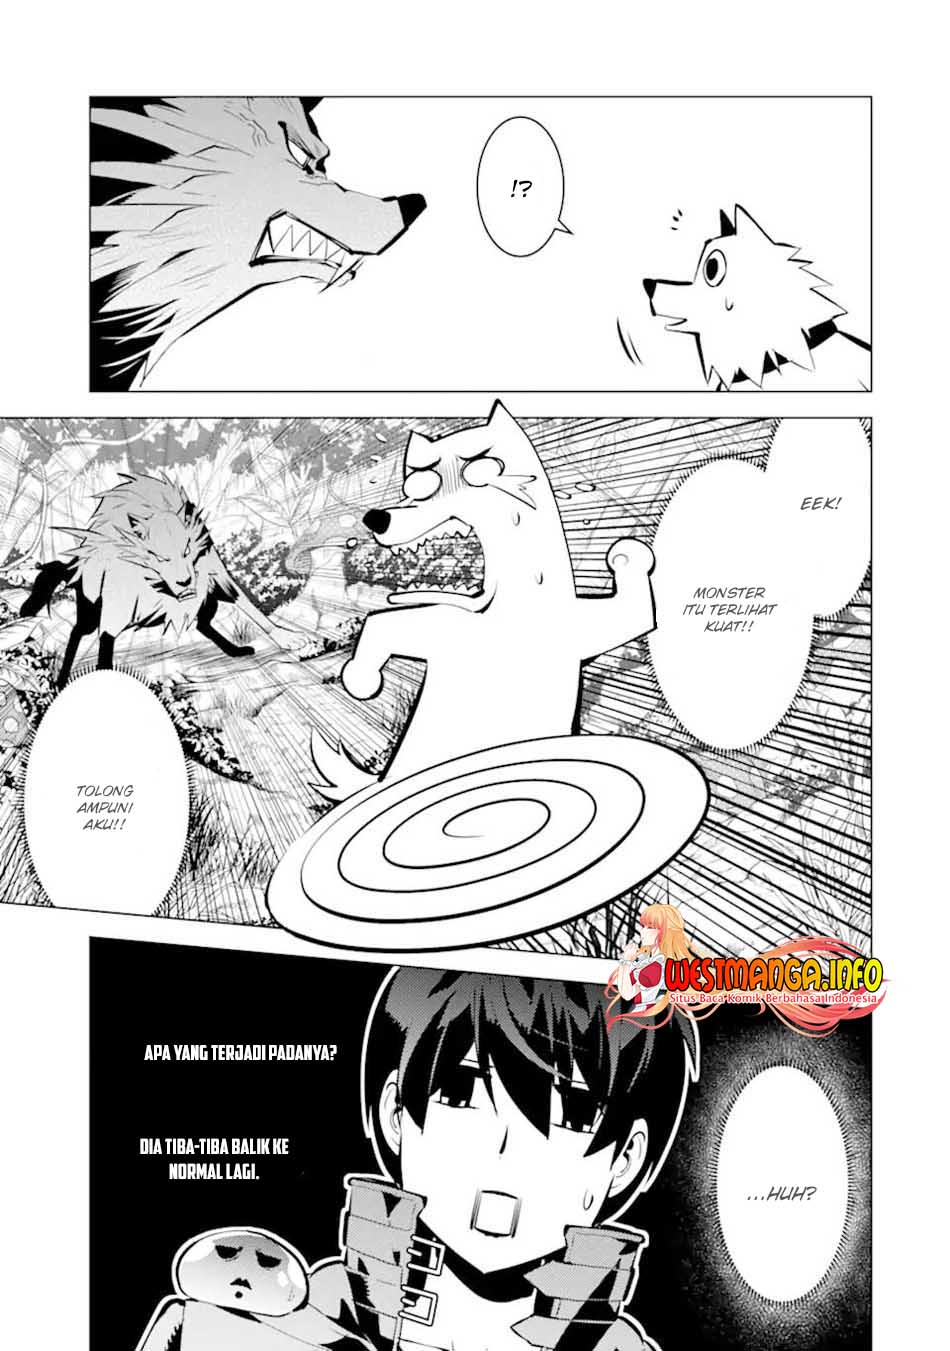 !?
EEK!
MONSTER
ITU TERLIHAT
KUAT!!
TOLONG
AMPUNI
AKU!!
WESTMANGA.INFO
Situs Baca Komik Berbahasa Indonesia
APA YANG TERJADI PADANYA?
...HUH?
DIA TIBA-TIBA BALIK KE
NORMAL LAGI.